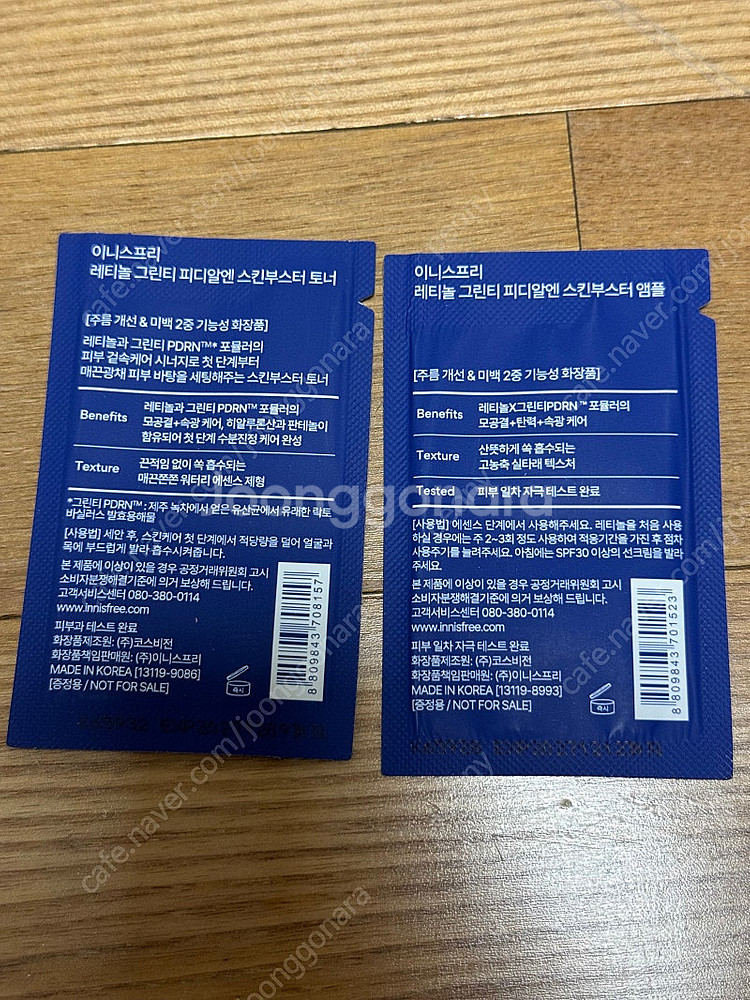 이니스프리
레티놀 그린티 피디알엔 스킨부스터 토너
[주름 개선 & 미백 2중 기능성 화장품]
레티놀과 그린티 PDRN™* 포뮬러의
피부 겉속케어 시너지로 첫 단계부터
매끈광채 피부 바탕을 세팅해주는 스킨부스터 토너
Benefits
레티놀과 그린티 PDRN™ 포뮬러의
모공결+속광 케어, 히알루론산과 판테놀이
함유되어 첫 단계 수분진정 케어 완성
Texture
끈적임 없이 쏙 흡수되는
매끈쫀쫀 워터리 에센스 제형
*그린티 PDRN™ : 제주 녹차에서 얻은 유산균에서 유래한 락토
바실러스 발효용해물
[사용법] 세안 후, 스킨케어 첫 단계에서 적당량을 덜어 얼굴과
목에 부드럽게 발라 흡수시켜줍니다.
본 제품에 이상이 있을 경우 공정거래위원회 고시
소비자분쟁해결기준에 의거 보상해 드립니다.
고객서비스센터 080-380-0114
www.innisfree.com
피부과 테스트 완료
화장품제조원: (주)코스비전
화장품책임판매원: (주)이니스프리
MADE IN KOREA [13119-9086]
[증정용 / NOT FOR SALE]
즉시
8 809843 708157
이니스프리
레티놀 그린티 피디알엔 스킨부스터 앰플
[주름 개선 & 미백 2중 기능성 화장품]
Benefits
레티놀X그린티PDRN ™ 포뮬러의
모공결+탄력+속광 케어
Texture
산뜻하게 쏙 흡수되는
고농축 실타래 텍스처
Tested
피부 일차 자극 테스트 완료
[사용법] 에센스 단계에서 사용해주세요. 레티놀을 처음 사용
하실 경우에는 주 2~3회 정도 사용하여 적응기간을 가진 후 점차
사용주기를 늘려주세요. 아침에는 SPF30 이상의 선크림을 발라
주세요.
본 제품에 이상이 있을 경우 공정거래위원회 고시
소비자분쟁해결기준에 의거 보상해 드립니다.
고객서비스센터 080-380-0114
www.innisfree.com
피부 일차 자극 테스트 완료
화장품제조원: (주)코스비전
화장품책임판매원: (주)이니스프리
MADE IN KOREA [13119-8993]
[증정용 / NOT FOR SALE]
즉시
8 809843 701523
joonggonara
cafe.naver.com/joonggonara